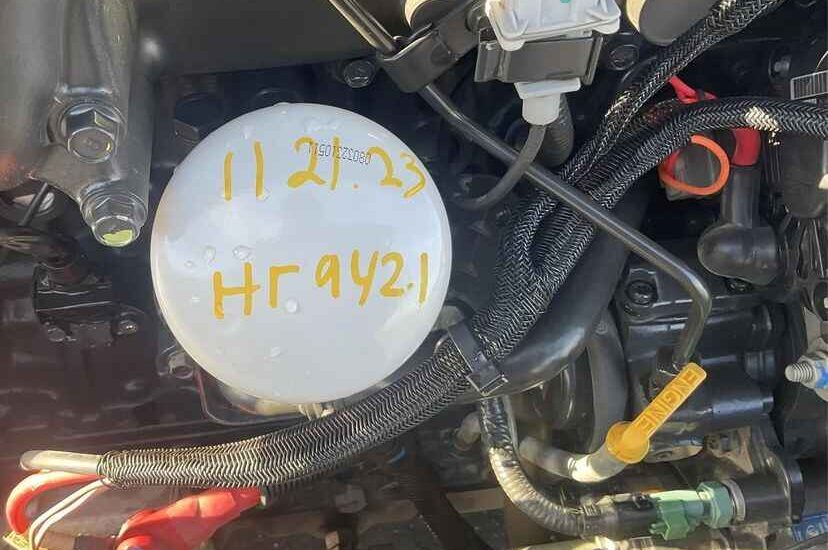 11 21.23
Hr 942.1
ENGINE